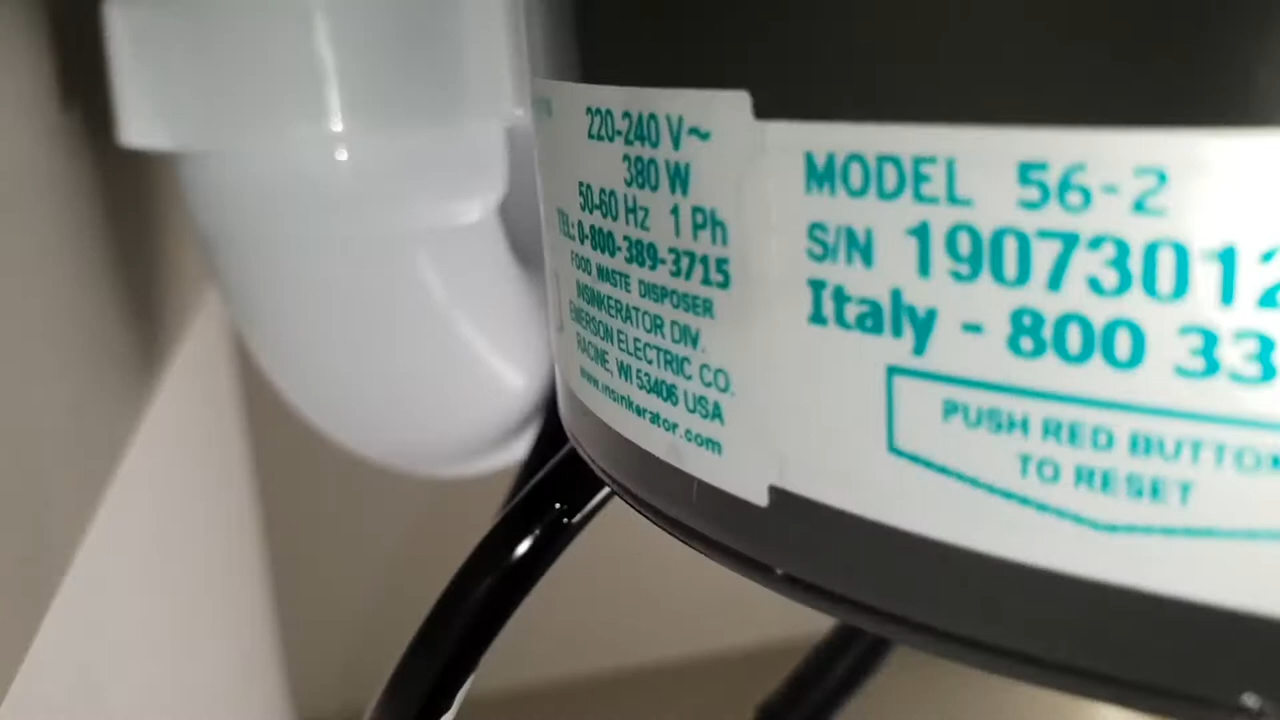 220-240 V~
380 W
50-60 Hz 1 Ph
TEL: 0-800-389-3715
FOOD WASTE DISPOSER
INSINKERATOR DIV.
EMERSON ELECTRIC CO.
RACINE, WI 53406 USA
www.insinkerator.com
MODEL 56-2
S/N 19073012
Italy - 800 33
PUSH RED BUTTON
TO RESET